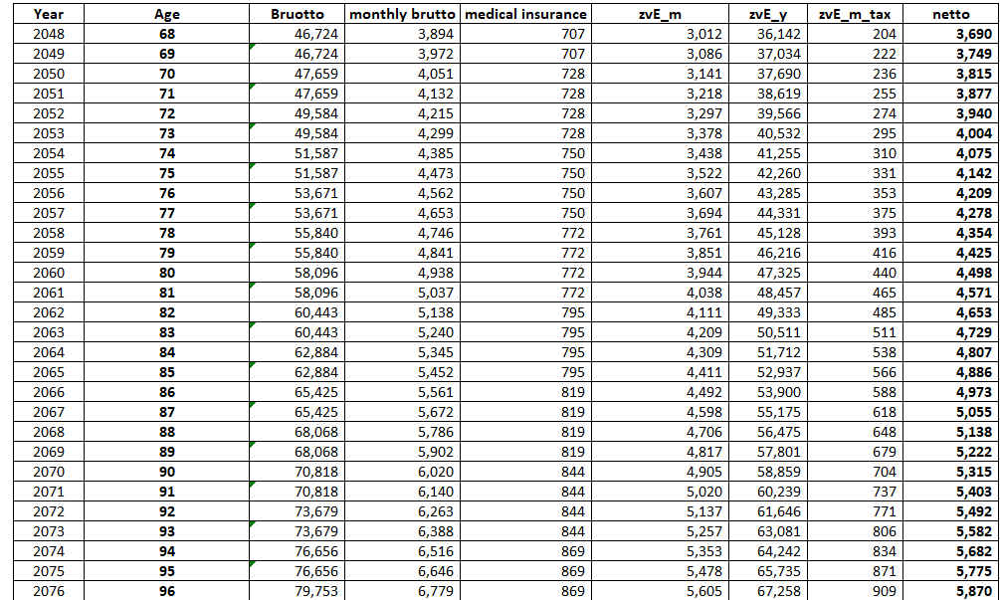 Year Age Bruotto monthly brutto medical insurance zvE_m zvE_y zvE_m_tax netto
2048 68 46,724 3,894 707 3,012 36,142 204 3,690
2049 69 46,724 3,972 707 3,086 37,034 222 3,749
2050 70 47,659 4,051 728 3,141 37,690 236 3,815
2051 71 47,659 4,132 728 3,218 38,619 255 3,877
2052 72 49,584 4,215 728 3,297 39,566 274 3,940
2053 73 49,584 4,299 728 3,378 40,532 295 4,004
2054 74 51,587 4,385 750 3,438 41,255 310 4,075
2055 75 51,587 4,473 750 3,522 42,260 331 4,142
2056 76 53,671 4,562 750 3,607 43,285 353 4,209
2057 77 53,671 4,653 750 3,694 44,331 375 4,278
2058 78 55,840 4,746 772 3,761 45,128 393 4,354
2059 79 55,840 4,841 772 3,851 46,216 416 4,425
2060 80 58,096 4,938 772 3,944 47,325 440 4,498
2061 81 58,096 5,037 772 4,038 48,457 465 4,571
2062 82 60,443 5,138 795 4,111 49,333 485 4,653
2063 83 60,443 5,240 795 4,209 50,511 511 4,729
2064 84 62,884 5,345 795 4,309 51,712 538 4,807
2065 85 62,884 5,452 795 4,411 52,937 566 4,886
2066 86 65,425 5,561 819 4,492 53,900 588 4,973
2067 87 65,425 5,672 819 4,598 55,175 618 5,055
2068 88 68,068 5,786 819 4,706 56,475 648 5,138
2069 89 68,068 5,902 819 4,817 57,801 679 5,222
2070 90 70,818 6,020 844 4,905 58,859 704 5,315
2071 91 70,818 6,140 844 5,020 60,239 737 5,403
2072 92 73,679 6,263 844 5,137 61,646 771 5,492
2073 93 73,679 6,388 844 5,257 63,081 806 5,582
2074 94 76,656 6,516 869 5,353 64,242 834 5,682
2075 95 76,656 6,646 869 5,478 65,735 871 5,775
2076 96 79,753 6,779 869 5,605 67,258 909 5,870